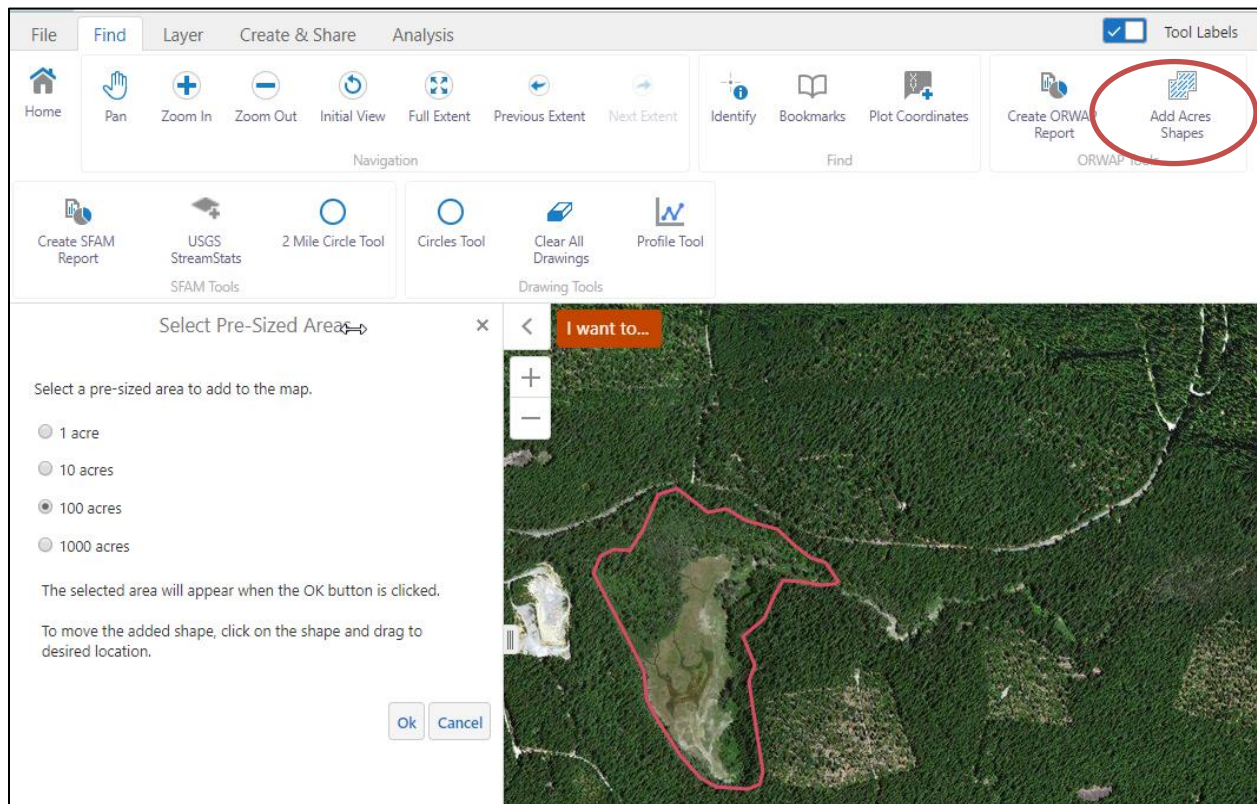 File Find Layer Create & Share Analysis Tool Labels
Home Pan Zoom In Zoom Out Initial View Full Extent Previous Extent Next Extent Identify Bookmarks Plot Coordinates Create ORWAP Add Acres
Report Shapes
Navigation Find ORWAP Tools
Create SFAM USGS 2 Mile Circle Tool Circles Tool Clear All Profile Tool
Report StreamStats Drawings
SFAM Tools Drawing Tools
Select Pre-Sized Areas
I want to...
Select a pre-sized area to add to the map.
1 acre
10 acres
100 acres
1000 acres
The selected area will appear when the OK button is clicked.
To move the added shape, click on the shape and drag to
desired location.
Ok Cancel